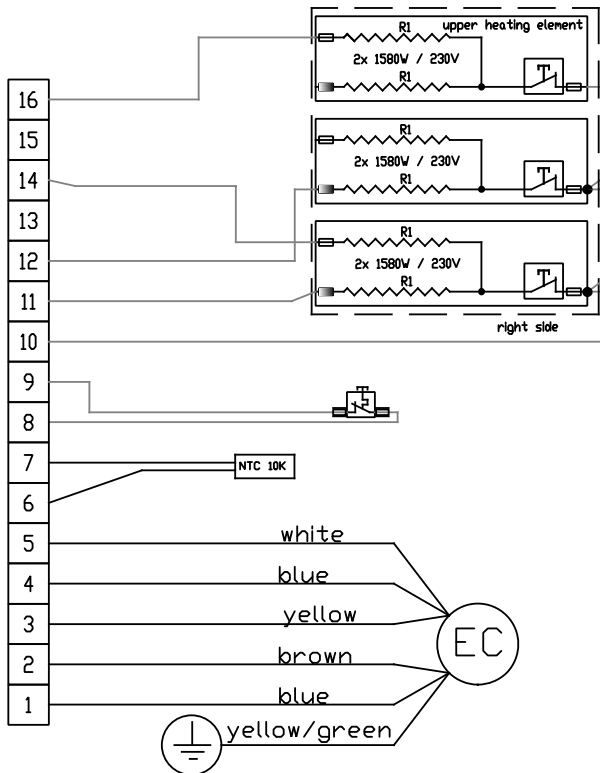 R1 upper heating element
2x 1580W / 230V
R1
16
R1
15
2x 1580W / 230V
14
R1
13
R1
12
2x 1580W / 230V
R1
11
right side
10
9
8
7
NTC 10K
6
5 white
4 blue
3 yellow
EC
2 brown
1 blue
yellow/green